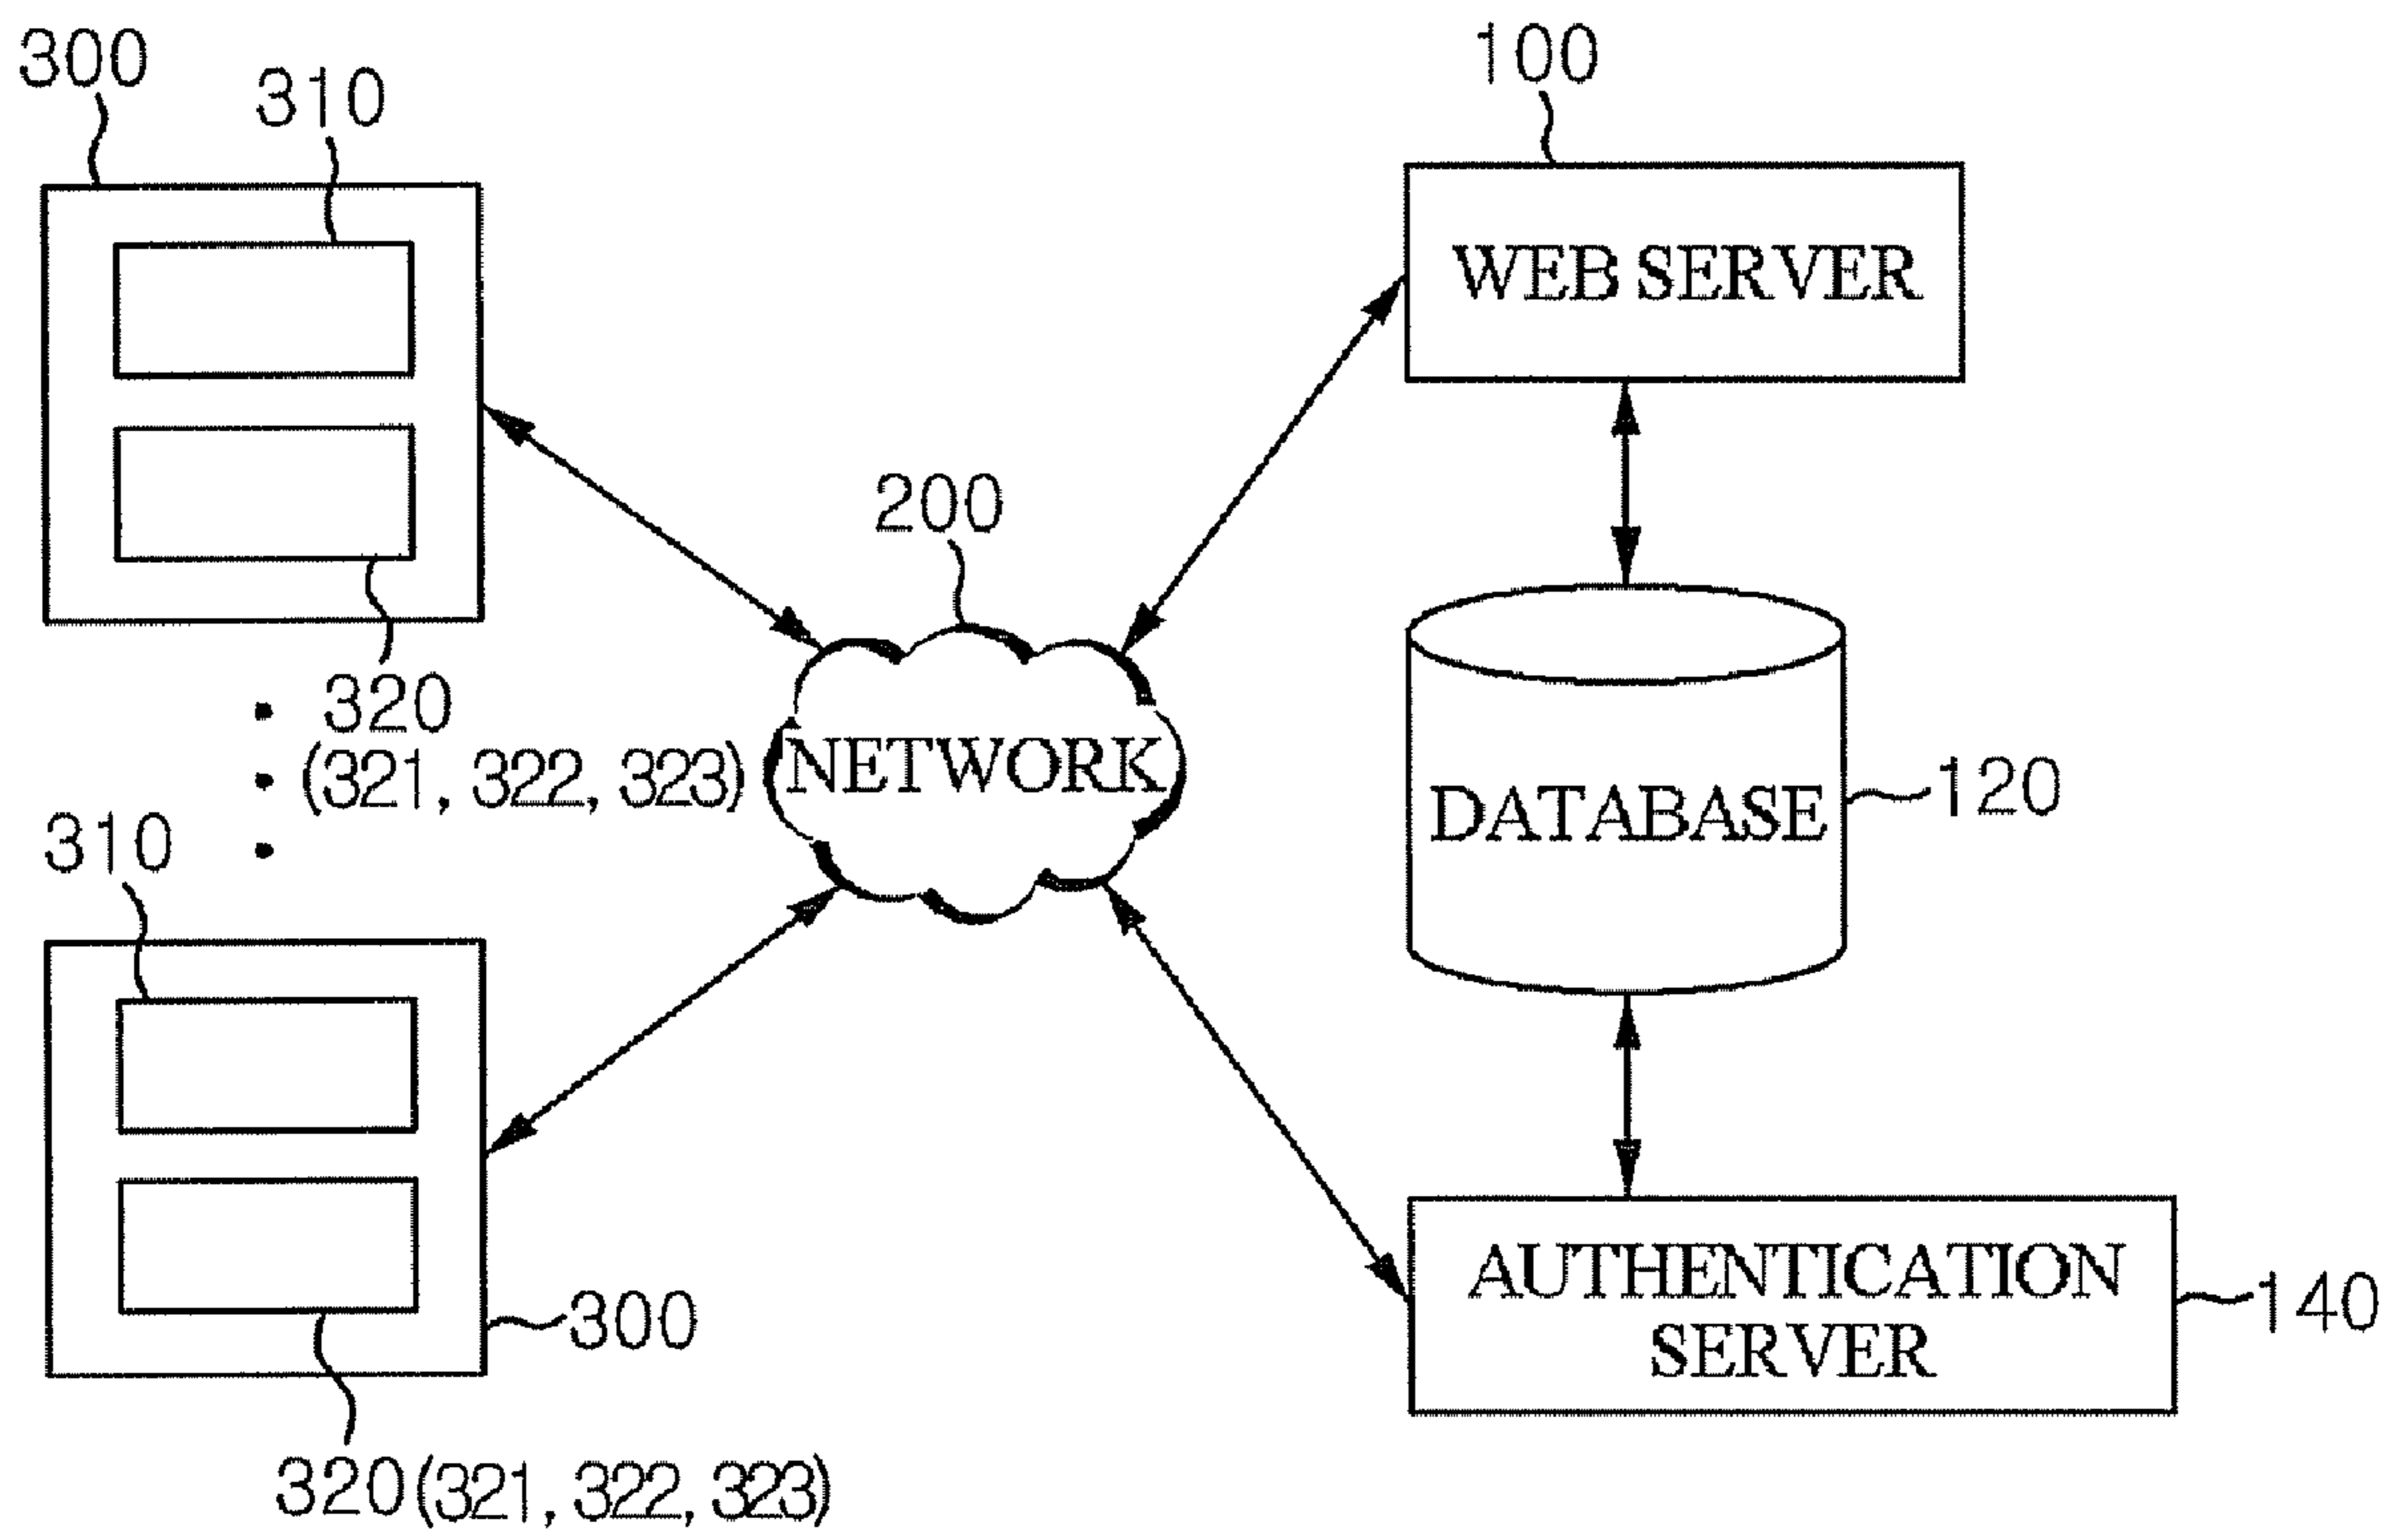 300
310
100
WEB SERVER
200
320
(321, 322, 323)
NETWORK
DATABASE
120
310
AUTHENTICATION
SERVER
140
300
320(321, 322, 323)